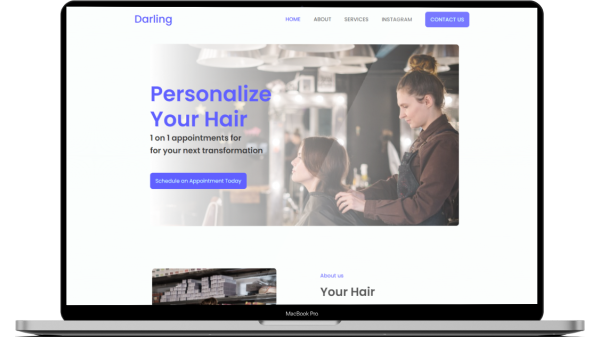 Darling
HOME ABOUT SERVICES INSTAGRAM CONTACT US
Personalize
Your Hair
1 on 1 appointments for
for your next transformation
Schedule an Appointment Today
About us
Your Hair
MacBook Pro